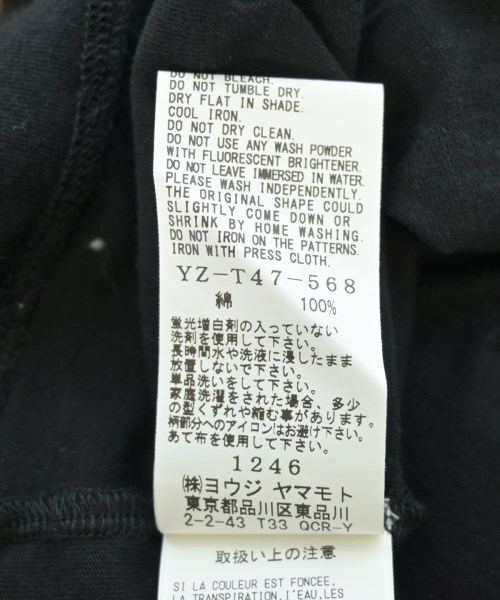 DO NOT BLEACH.
DO NOT TUMBLE DRY.
DRY FLAT IN SHADE.
COOL IRON.
DO NOT DRY CLEAN.
DO NOT USE ANY WASH POWDER
WITH FLUORESCENT BRIGHTENER.
DO NOT LEAVE IMMERSED IN WATER.
PLEASE WASH INDEPENDENTLY.
THE ORIGINAL SHAPE COULD
SLIGHTLY COME DOWN OR
SHRINK BY HOME WASHING.
DO NOT IRON ON THE PATTERNS.
IRON WITH PRESS CLOTH.
YZ-T47-568
綿 100%
蛍光増白剤の入っていない
洗剤を使用して下さい。
長時間水や洗液に浸したまま
放置しないで下さい。
単品洗いをして下さい。
家庭洗濯をされた場合、多少
の型くずれや縮む事があります。
柄部分へのアイロンはお避け下さい。
あて布を使用して下さい。
1246
㈱ヨウジ ヤマモト
東京都品川区東品川
2-2-43 T33 QCR-Y
取扱い上の注意
SI LA COULEUR EST FONCEE,
LA TRANSPIRATION,L'EAU,LES